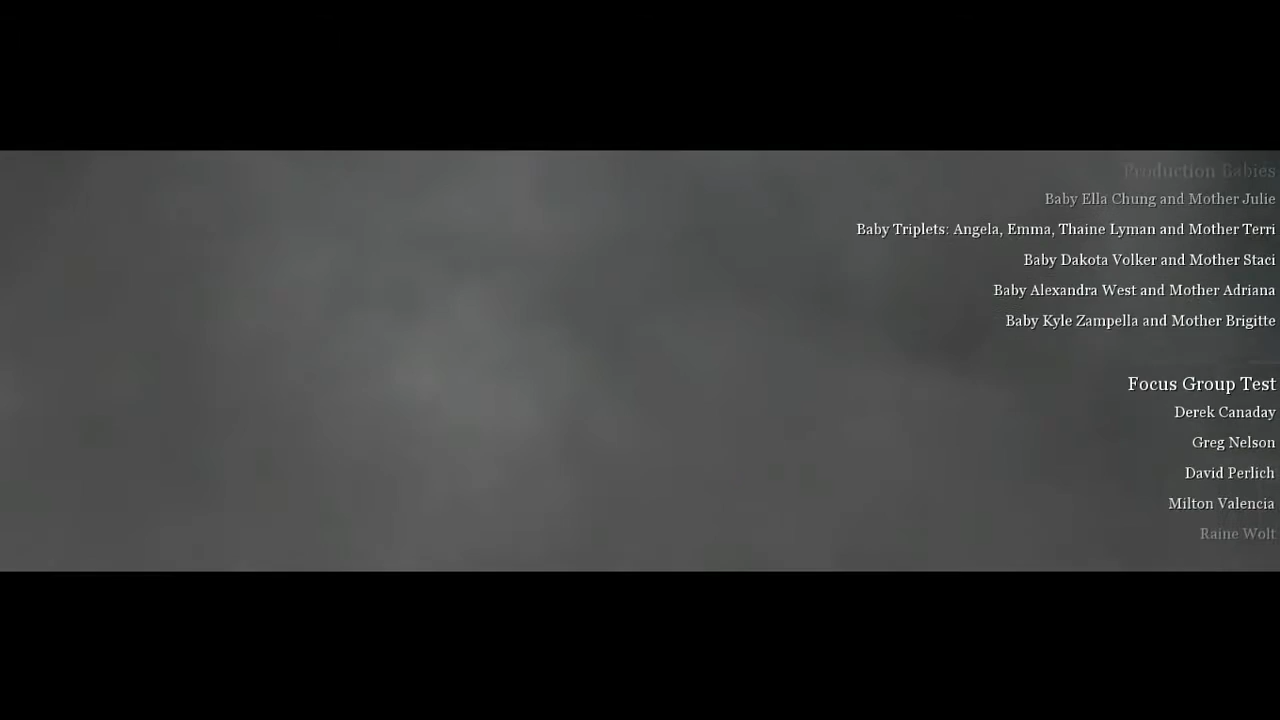 Production Babies
Baby Ella Chung and Mother Julie
Baby Triplets: Angela, Emma, Thaine Lyman and Mother Terri
Baby Dakota Volker and Mother Staci
Baby Alexandra West and Mother Adriana
Baby Kyle Zampella and Mother Brigitte
Focus Group Test
Derek Canaday
Greg Nelson
David Perlich
Milton Valencia
Raine Wolt